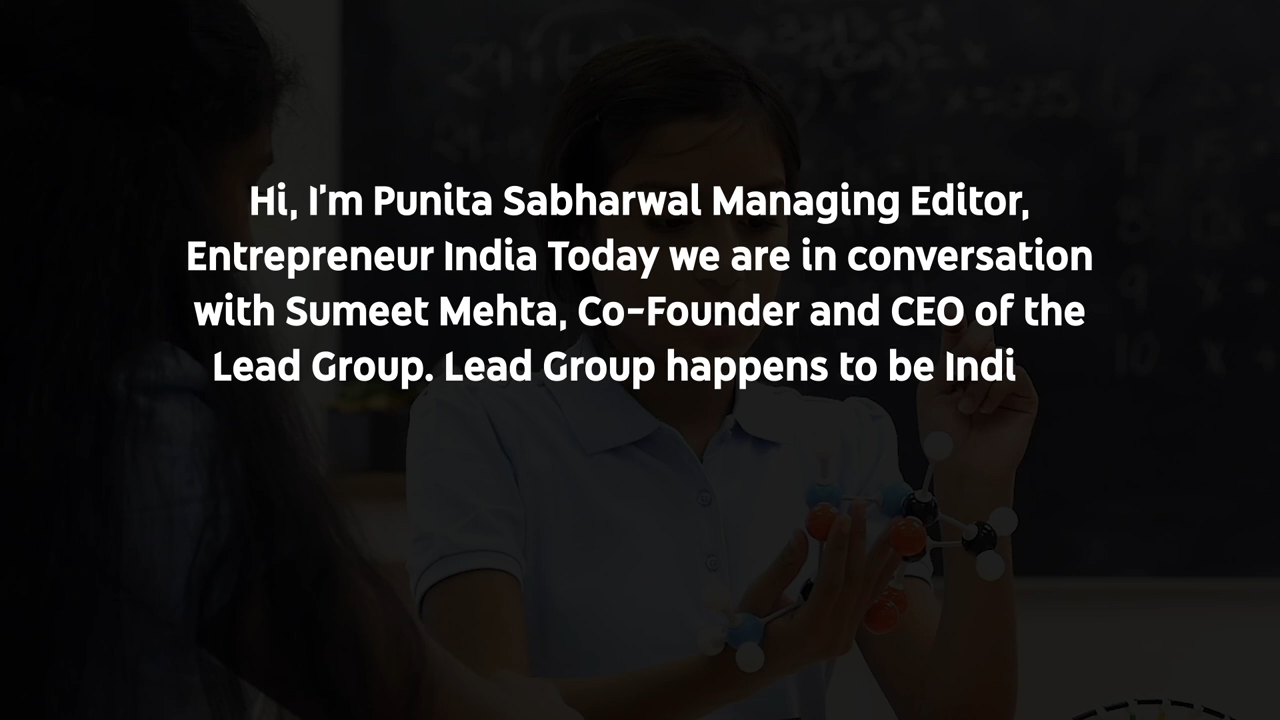 Hi, I'm Punita Sabharwal Managing Editor,
Entrepreneur India Today we are in conversation
with Sumeet Mehta, Co-Founder and CEO of the
Lead Group. Lead Group happens to be Indi